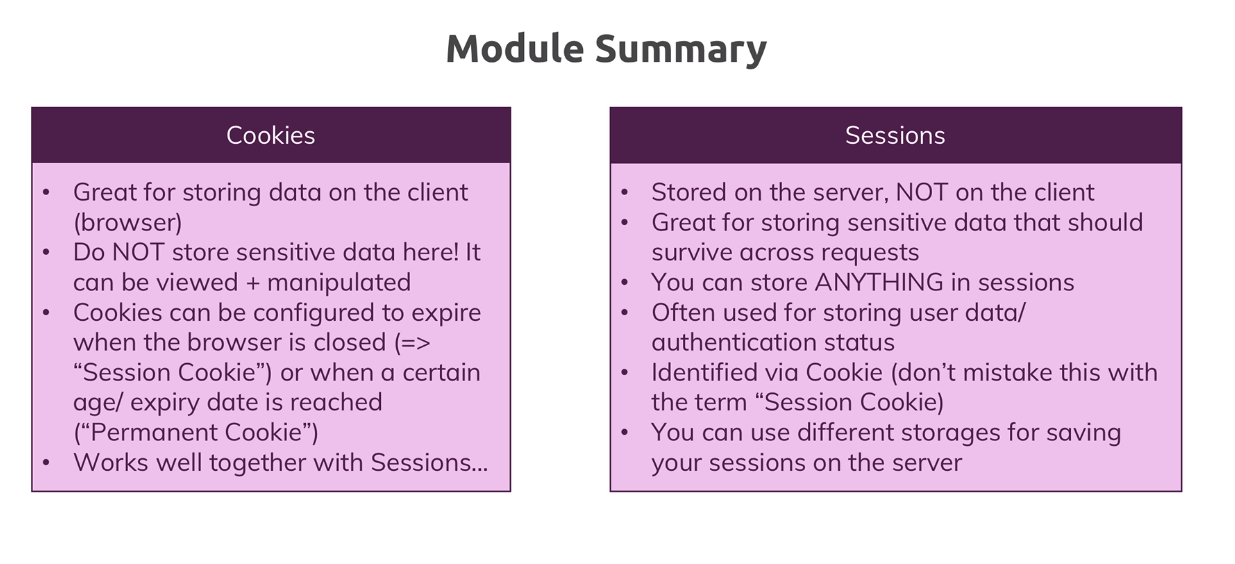 Module Summary
Cookies
• Great for storing data on the client
(browser)
• Do NOT store sensitive data here! It
can be viewed + manipulated
• Cookies can be configured to expire
when the browser is closed (=>
“Session Cookie”) or when a certain
age/ expiry date is reached
(“Permanent Cookie”)
• Works well together with Sessions…
Sessions
• Stored on the server, NOT on the client
• Great for storing sensitive data that should
survive across requests
• You can store ANYTHING in sessions
• Often used for storing user data/
authentication status
• Identified via Cookie (don’t mistake this with
the term “Session Cookie)
• You can use different storages for saving
your sessions on the server